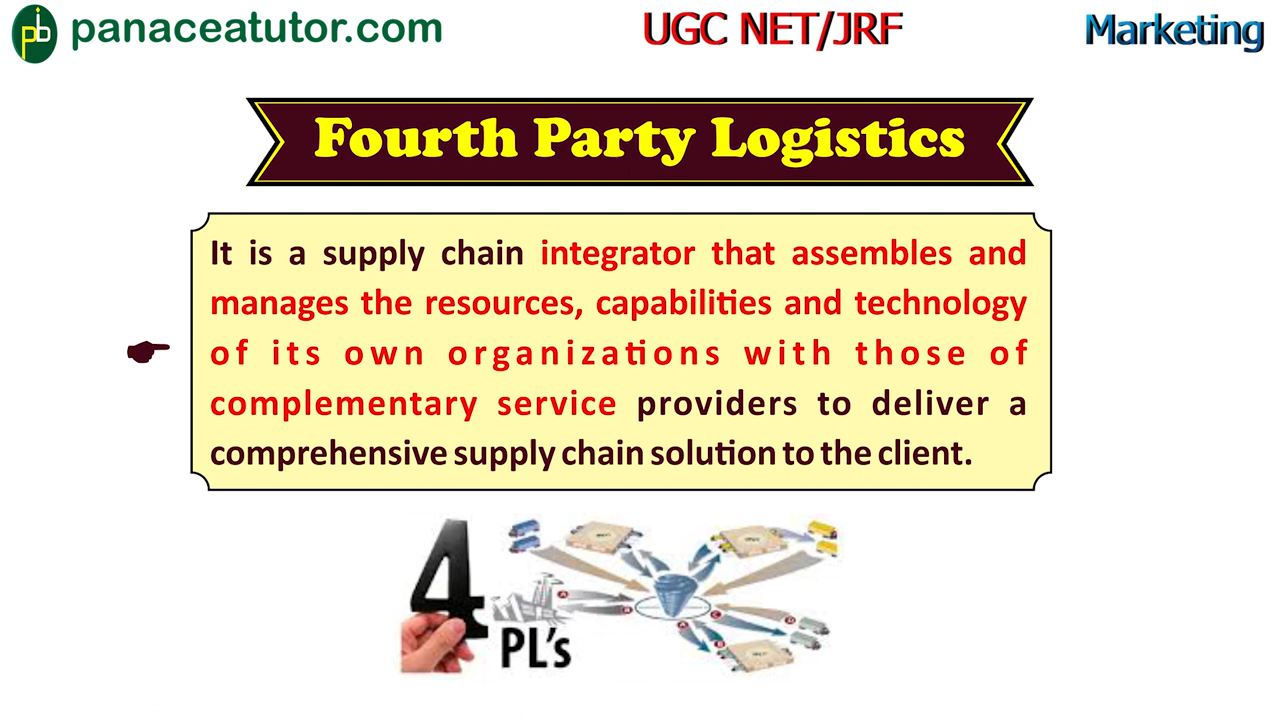 panaceatutor.com
UGC NET/JRF
Marketing
Fourth Party Logistics
It is a supply chain integrator that assembles and
manages the resources, capabilities and technology
of its own organizations with those of
complementary service providers to deliver a
comprehensive supply chain solution to the client.
4
PL's